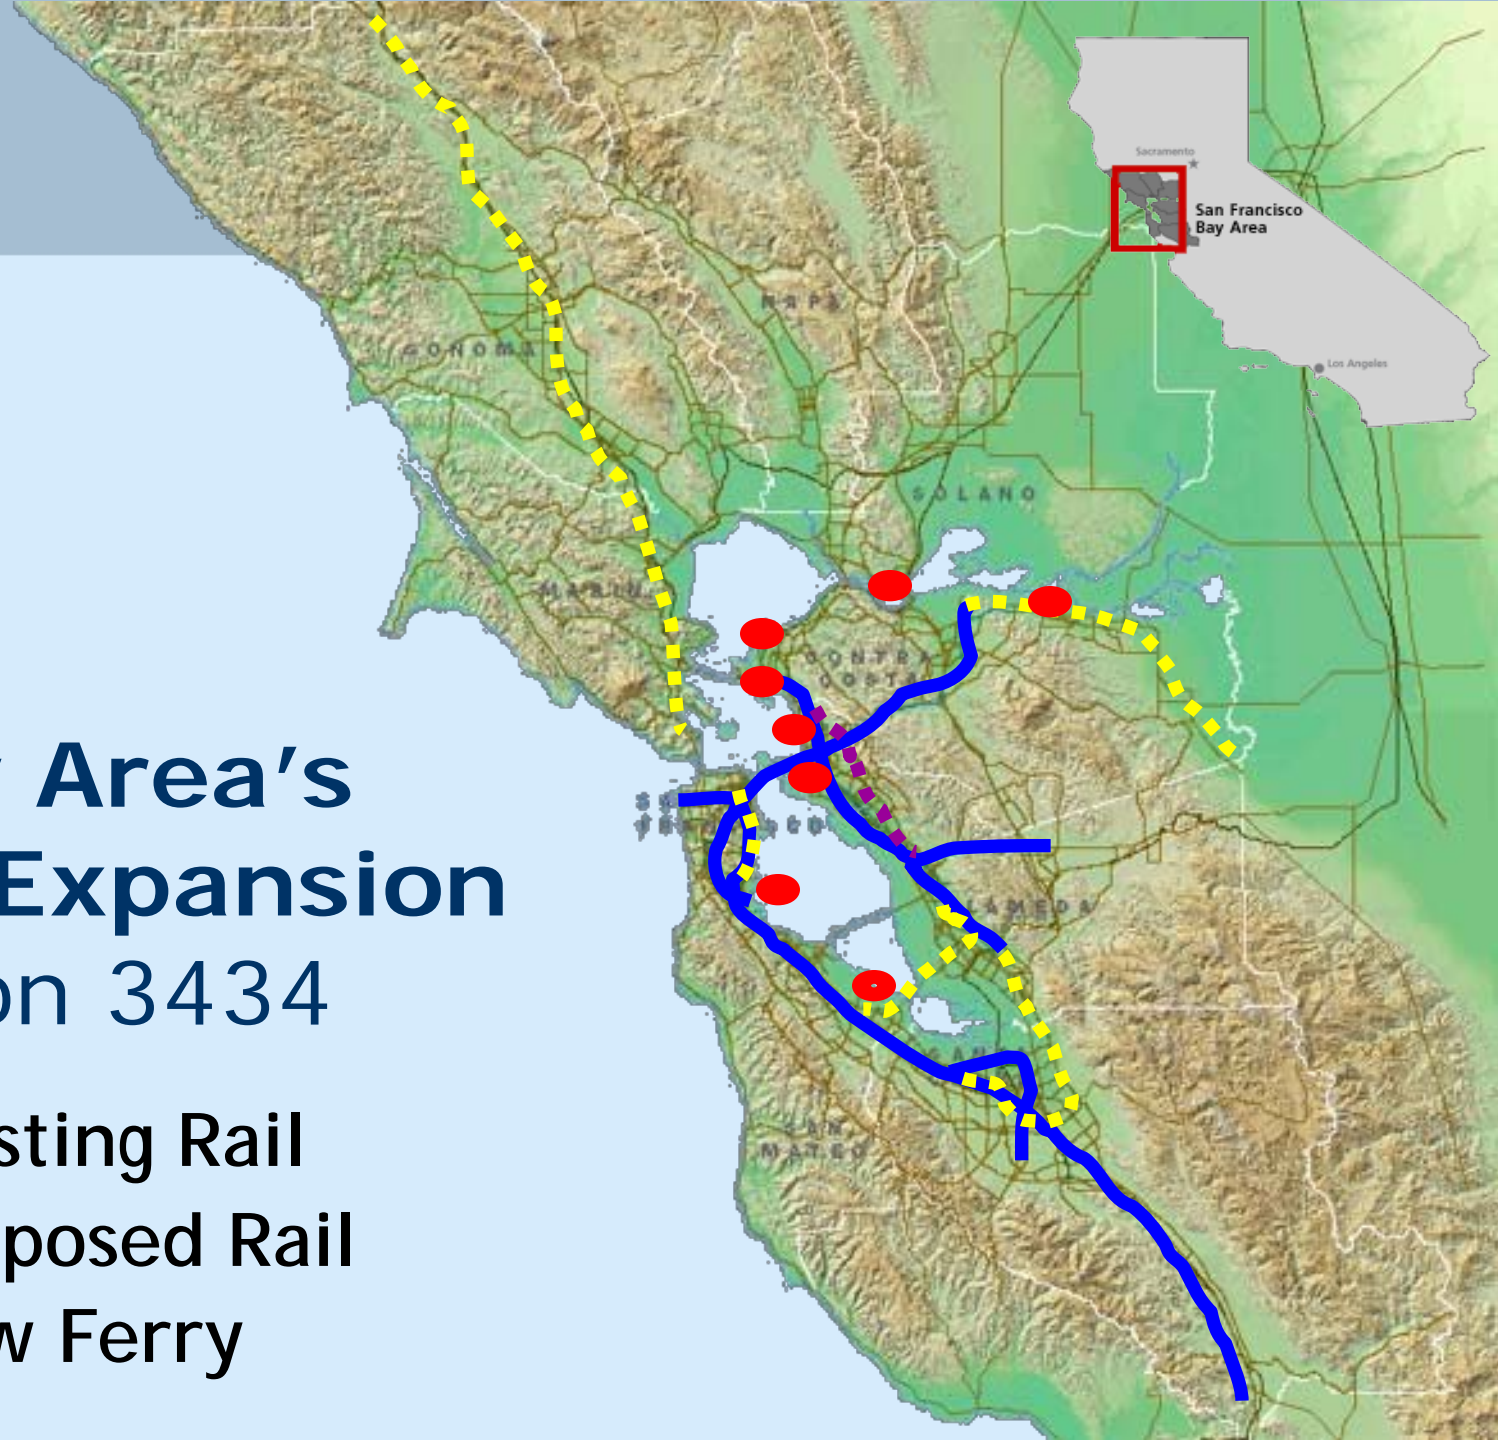 Sacramento
San Francisco
Bay Area
Los Angeles
NAPA
SONOMA
SOLANO
MARIN
CONTRA
COSTA
Area's
Expansion
on 3434
ALAMEDA
sting Rail
SAN
MATEO
posed Rail
w Ferry